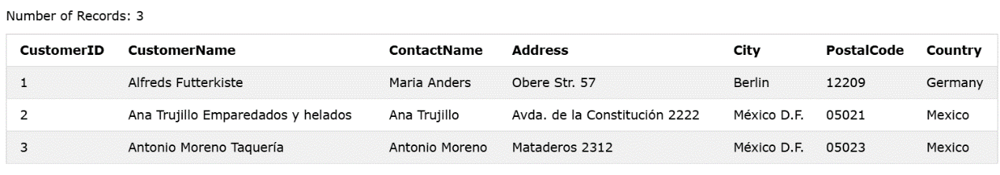 Number of Records: 3
CustomerID CustomerName ContactName Address City PostalCode Country
1 Alfreds Futterkiste Maria Anders Obere Str. 57 Berlin 12209 Germany
2 Ana Trujillo Emparedados y helados Ana Trujillo Avda. de la Constitución 2222 México D.F. 05021 Mexico
3 Antonio Moreno Taquería Antonio Moreno Mataderos 2312 México D.F. 05023 Mexico